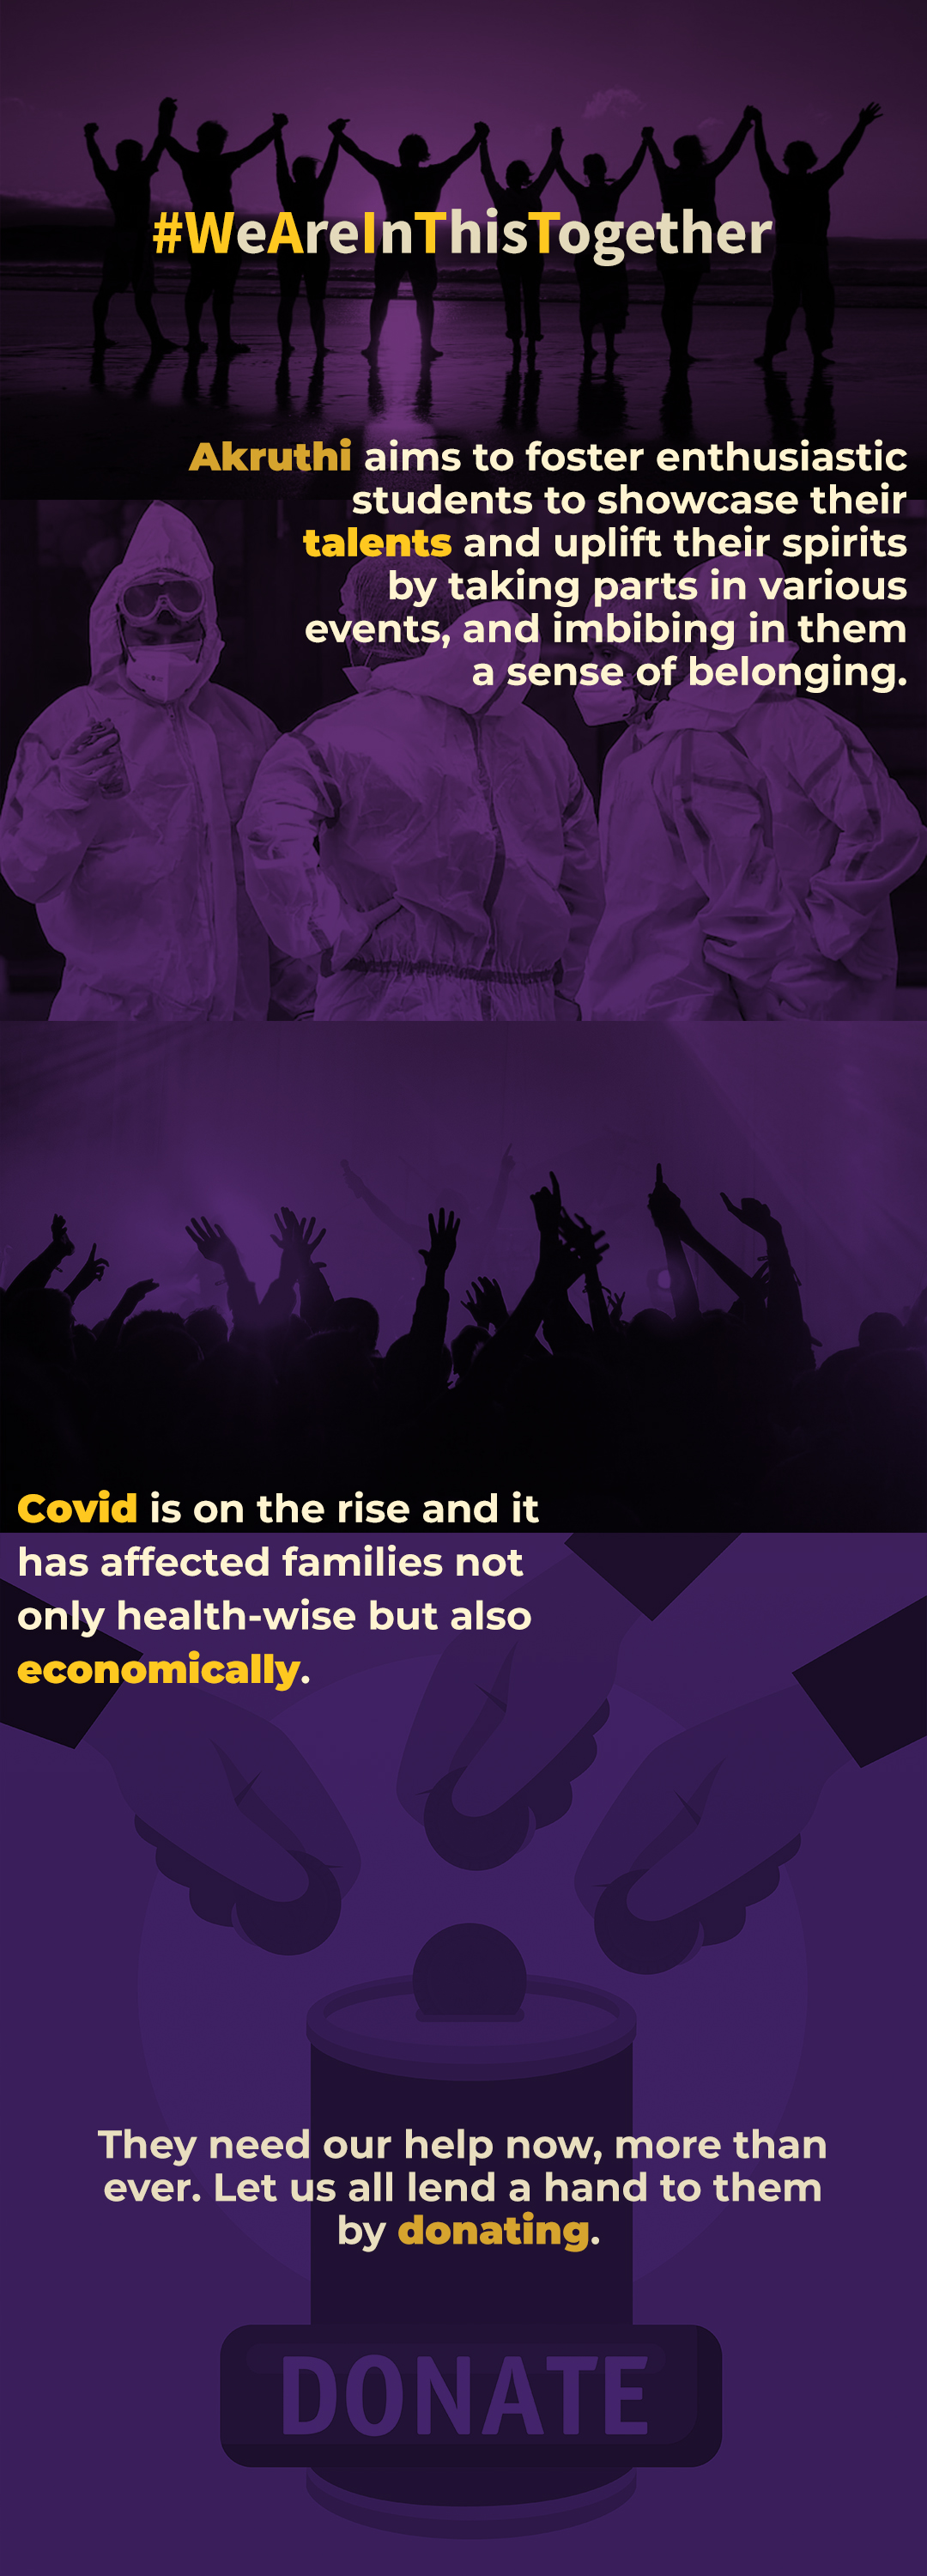 #WeAreInThisTogether
Akruthi aims to foster enthusiastic
students to showcase their
talents and uplift their spirits
by taking parts in various
events, and imbibing in them
a sense of belonging.
Covid is on the rise and it
has affected families not
only health-wise but also
economically.
They need our help now, more than
ever. Let us all lend a hand to them
by donating.
DONATE